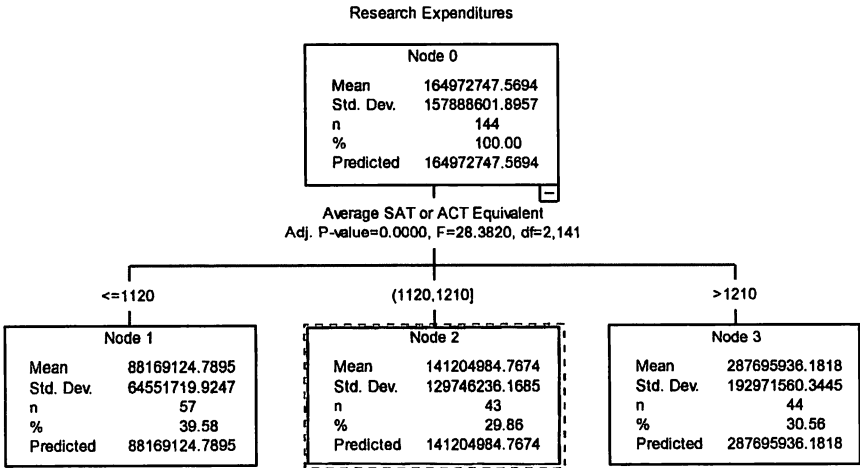 Research Expenditures
Node 0
Mean 164972747.5694
Std. Dev. 157888601.8957
n 144
% 100.00
Predicted 164972747.5694
Average SAT or ACT Equivalent
Adj. P-value=0.0000, F=28.3820, df=2,141
<=1120 (1120,1210] >1210
Node 1
Mean 88169124.7895
Std. Dev. 64551719.9247
n 57
% 39.58
Predicted 88169124.7895
Node 2
Mean 141204984.7674
Std. Dev. 129746236.1685
n 43
% 29.86
Predicted 141204984.7674
Node 3
Mean 287695936.1818
Std. Dev. 192971560.3445
n 44
% 30.56
Predicted 287695936.1818